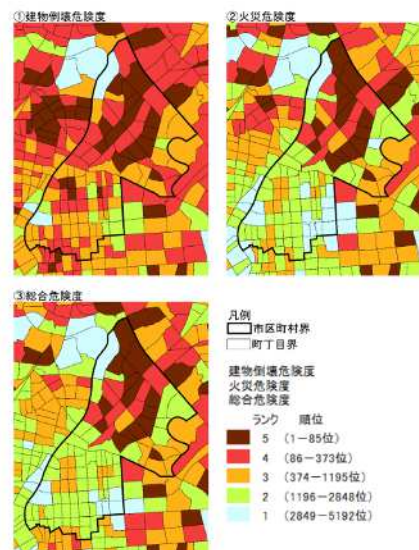 ①建物倒壊危険度
②火災危険度
③総合危険度
凡例
市区町村界
町丁目界
建物倒壊危険度
火災危険度
総合危険度
ランク 順位
5 (1－85位)
4 (86－373位)
3 (374－1195位)
2 (1196－2848位)
1 (2849－5192位)